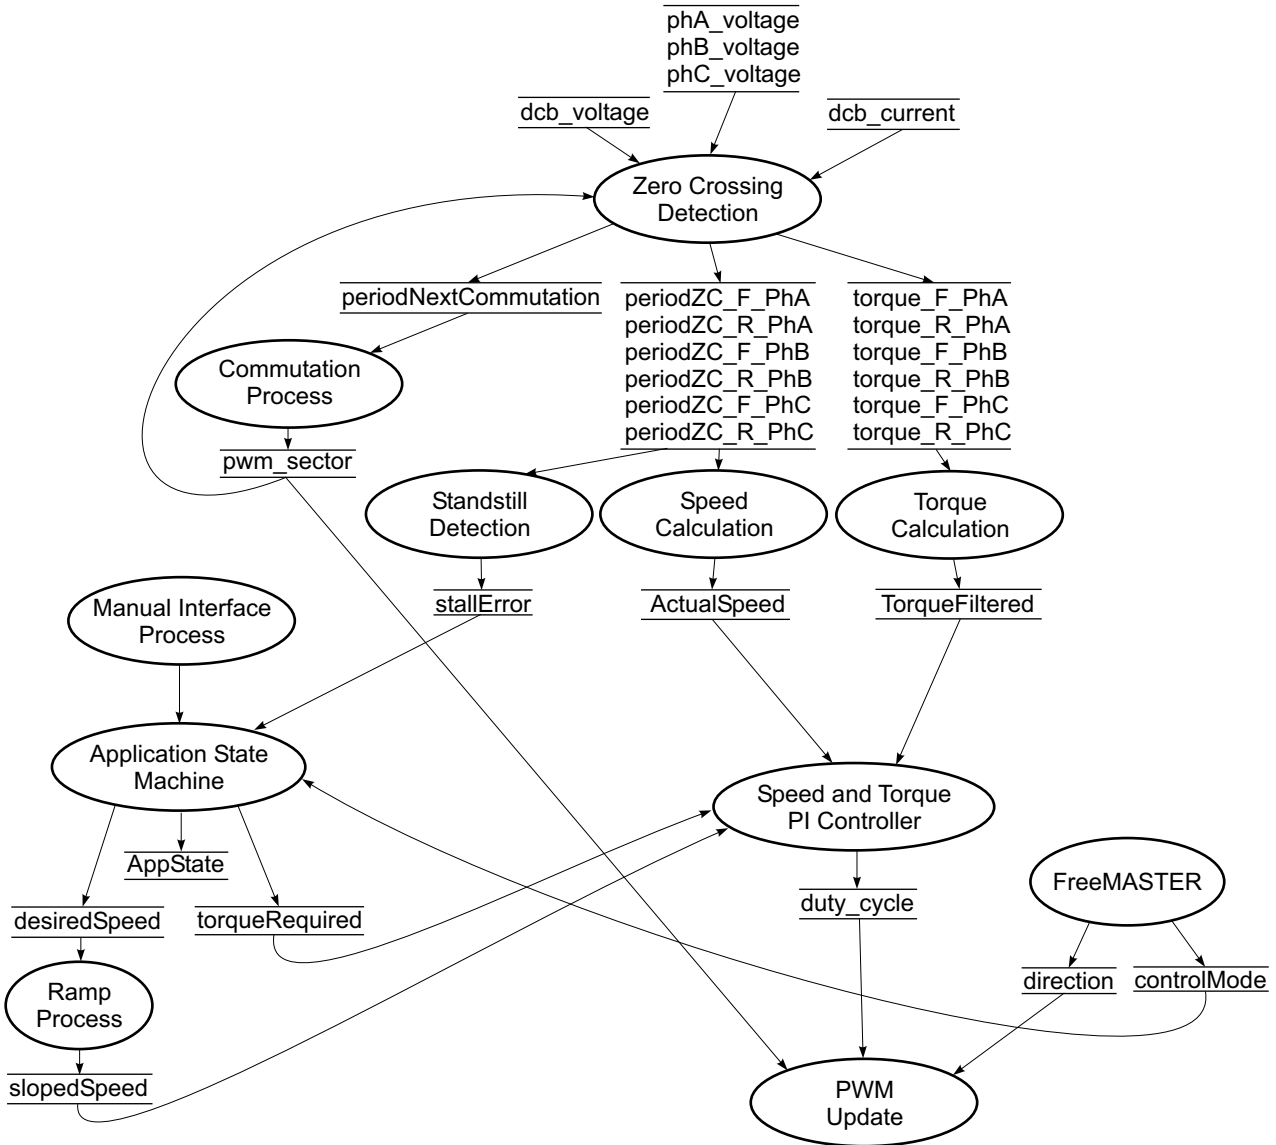 phA_voltage
phB_voltage
phC_voltage
dcb_voltage
dcb_current
Zero Crossing
Detection
periodNextCommutation
periodZC_F_PhA
periodZC_R_PhA
periodZC_F_PhB
periodZC_R_PhB
periodZC_F_PhC
periodZC_R_PhC
torque_F_PhA
torque_R_PhA
torque_F_PhB
torque_R_PhB
torque_F_PhC
torque_R_PhC
Commutation
Process
pwm_sector
Standstill
Detection
Speed
Calculation
Torque
Calculation
stallError
ActualSpeed
TorqueFiltered
Manual Interface
Process
Application State
Machine
Speed and Torque
PI Controller
AppState
desiredSpeed
torqueRequired
duty_cycle
FreeMASTER
direction
controlMode
Ramp
Process
slopedSpeed
PWM
Update